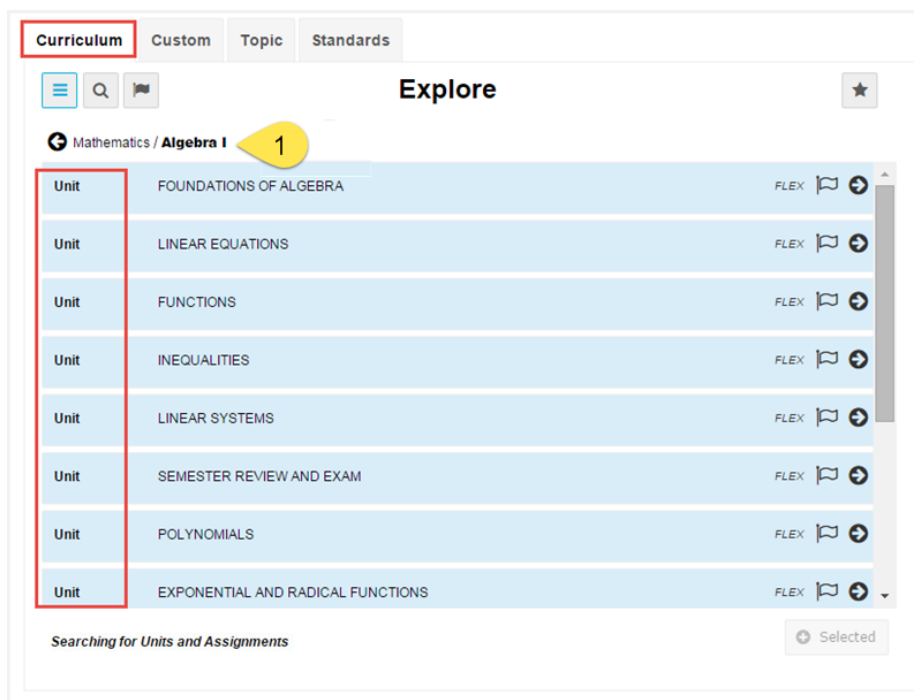 Curriculum Custom Topic Standards
Explore
Mathematics / Algebra I 1
Unit FOUNDATIONS OF ALGEBRA FLEX
Unit LINEAR EQUATIONS FLEX
Unit FUNCTIONS FLEX
Unit INEQUALITIES FLEX
Unit LINEAR SYSTEMS FLEX
Unit SEMESTER REVIEW AND EXAM FLEX
Unit POLYNOMIALS FLEX
Unit EXPONENTIAL AND RADICAL FUNCTIONS FLEX
Searching for Units and Assignments Selected